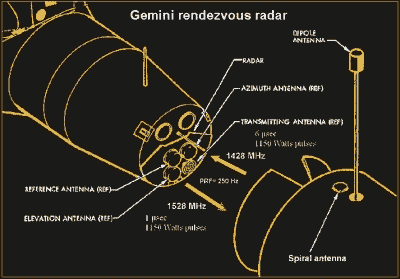 Gemini rendezvous radar
DIPOLE
ANTENNA
RADAR
AZIMUTH ANTENNA (REF)
TRANSMITTING ANTENNA (REF)
6 µsec
1150 Watts pulses
1428 MHz
REFERENCE ANTENNA (REF)
PRF= 250 Hz
ELEVATION ANTENNA (REF)
1528 MHz
1 µsec
1150 Watts pulses
Spiral antenna